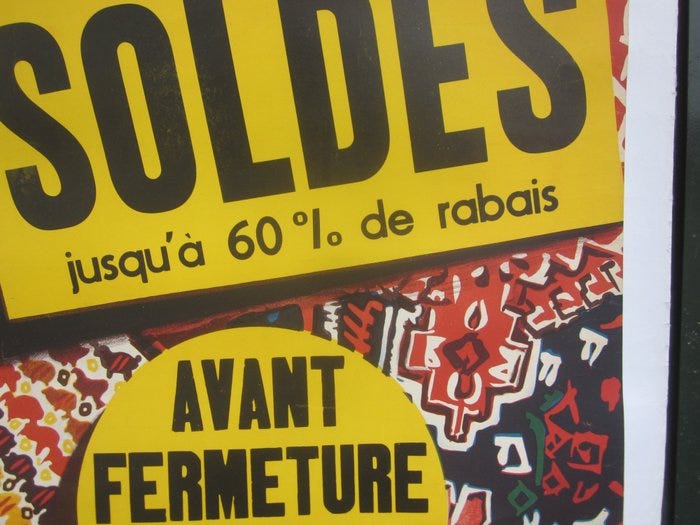 SOLDES
jusqu'à 60 % de rabais
AVANT
FERMETURE